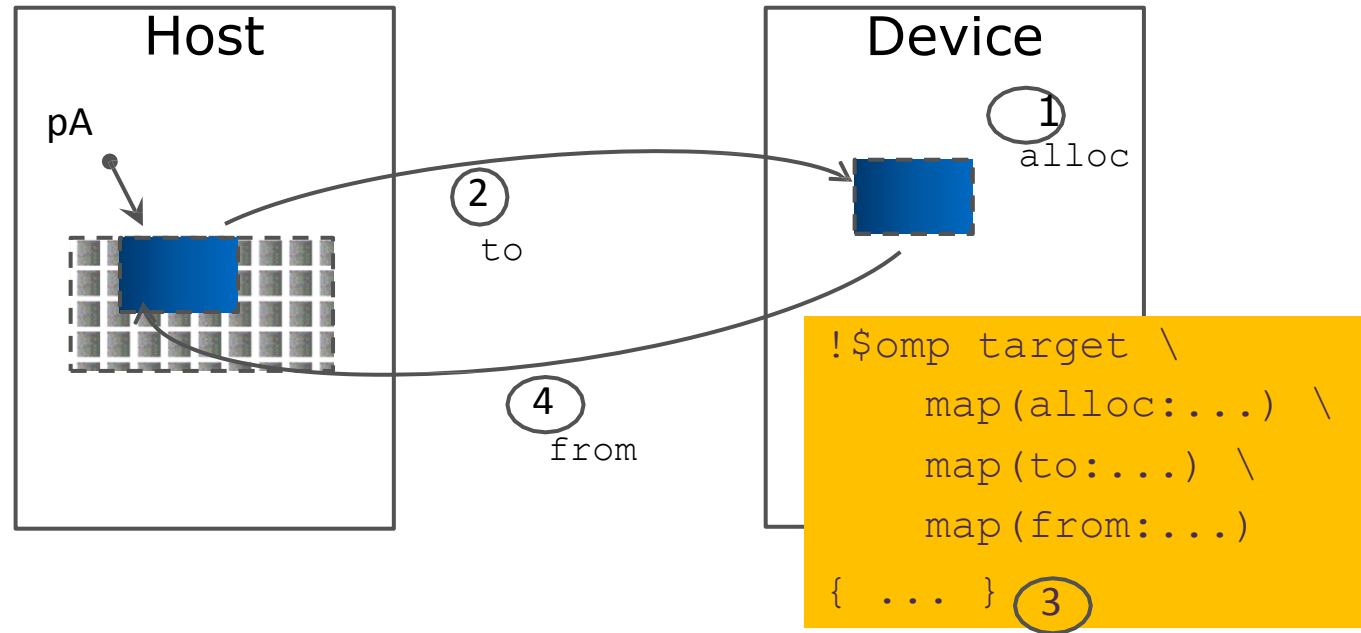 Host
Device
pA
1
alloc
2
to
4
from
!$omp target \
map(alloc:...) \
map(to:...) \
map(from:...)
{ ... }
3